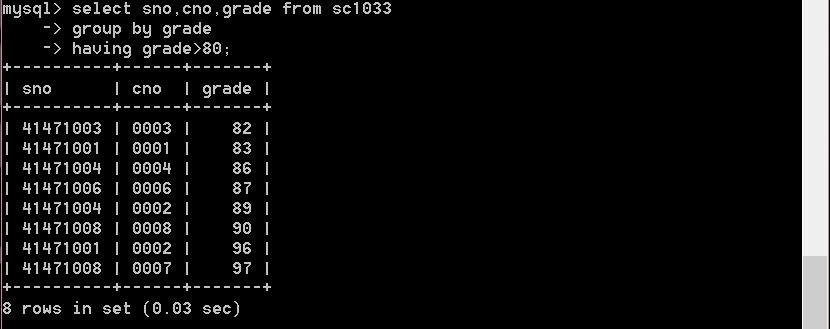 mysql> select sno,cno,grade from sc1033
    -> group by grade
    -> having grade>80;
+----------+------+-------+
| sno      | cno  | grade |
+----------+------+-------+
| 41471003 | 0003 |    82 |
| 41471001 | 0001 |    83 |
| 41471004 | 0004 |    86 |
| 41471006 | 0006 |    87 |
| 41471004 | 0002 |    89 |
| 41471008 | 0008 |    90 |
| 41471001 | 0002 |    96 |
| 41471008 | 0007 |    97 |
+----------+------+-------+
8 rows in set (0.03 sec)